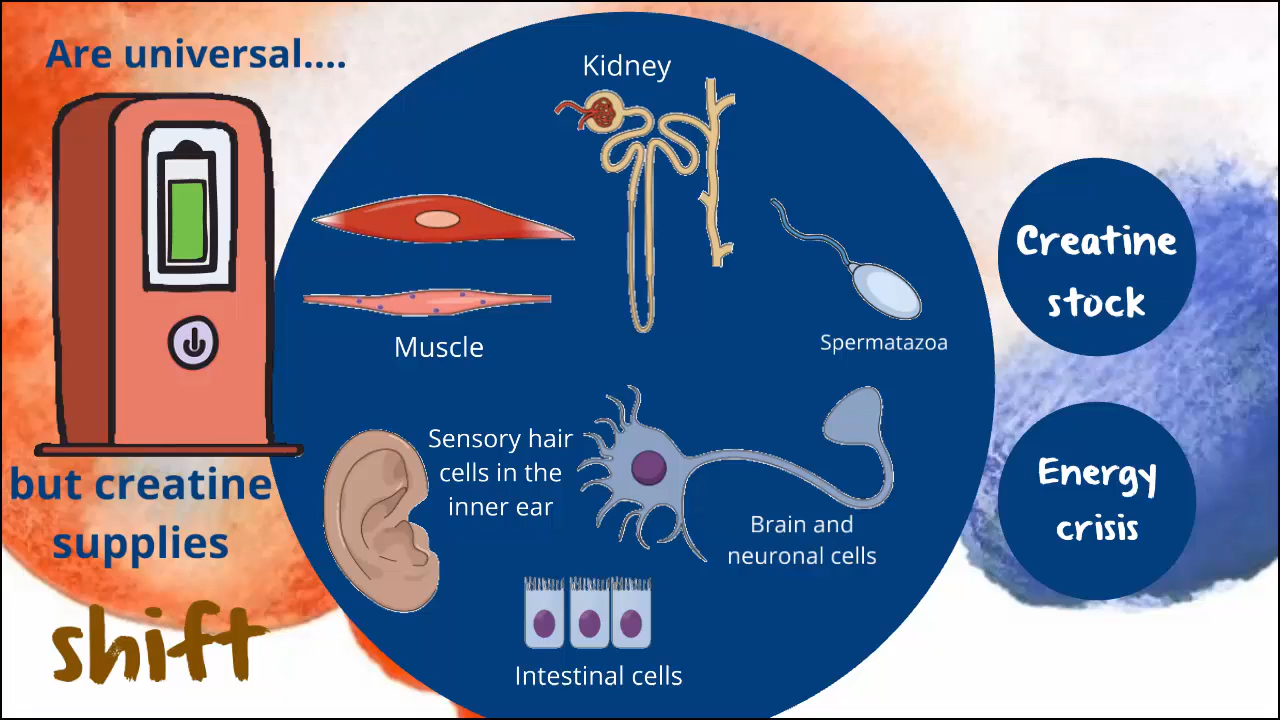 Are universal....
but creatine
supplies
shift
Kidney
Muscle
Spermatazoa
Sensory hair
cells in the
inner ear
Brain and
neuronal cells
Intestinal cells
Creatine
stock
Energy
crisis